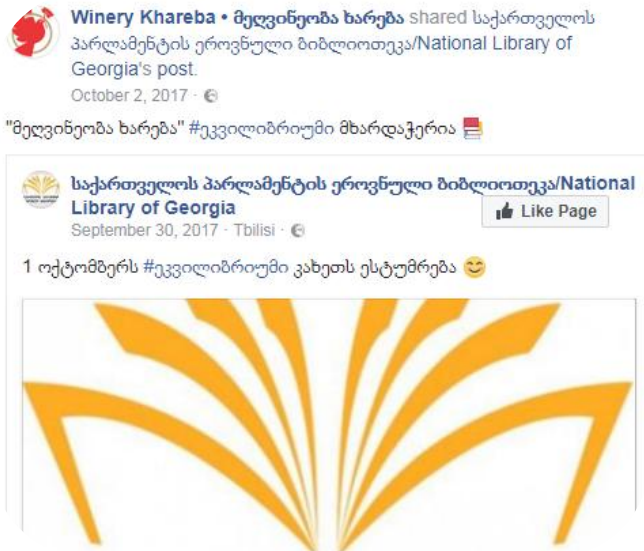 Winery Khareba • მეღვინეობა ხარება shared საქართველოს
პარლამენტის ეროვნული ბიბლიოთეკა/National Library of
Georgia's post.
October 2, 2017 ·
"მეღვინეობა ხარება" #ეკვილიბრიუმი მხარდაჭერია 📚
საქართველოს პარლამენტის ეროვნული ბიბლიოთეკა/National
Library of Georgia
Like Page
September 30, 2017 · Tbilisi ·
1 ოქტომბერს #ეკვილიბრიუმი კახეთს ესტუმრება 😊